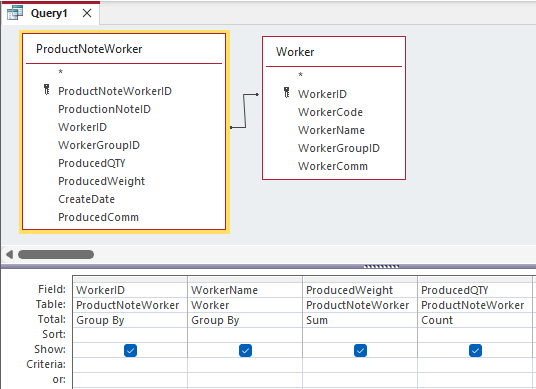 Query1
ProductNoteWorker
*
ProductNoteWorkerID
ProductionNoteID
WorkerID
WorkerGroupID
ProducedQTY
ProducedWeight
CreateDate
ProducedComm
Worker
*
WorkerID
WorkerCode
WorkerName
WorkerGroupID
WorkerComm
Field: WorkerID WorkerName ProducedWeight ProducedQTY
Table: ProductNoteWorker Worker ProductNoteWorker ProductNoteWorker
Total: Group By Group By Sum Count
Sort:
Show:
Criteria:
or: